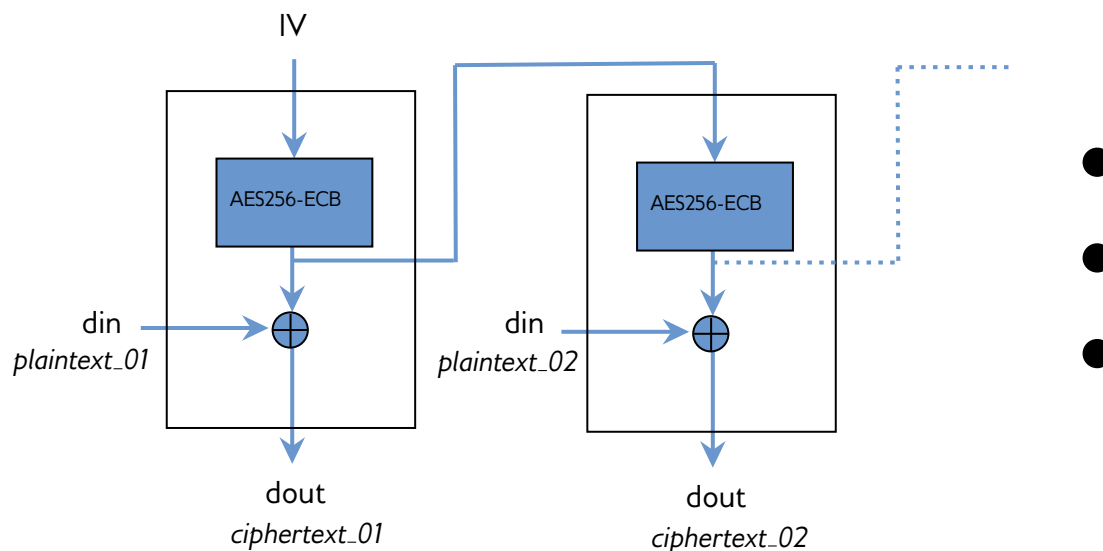 IV
AES256-ECB
AES256-ECB
din
plaintext_01
din
plaintext_02
dout
ciphertext_01
dout
ciphertext_02